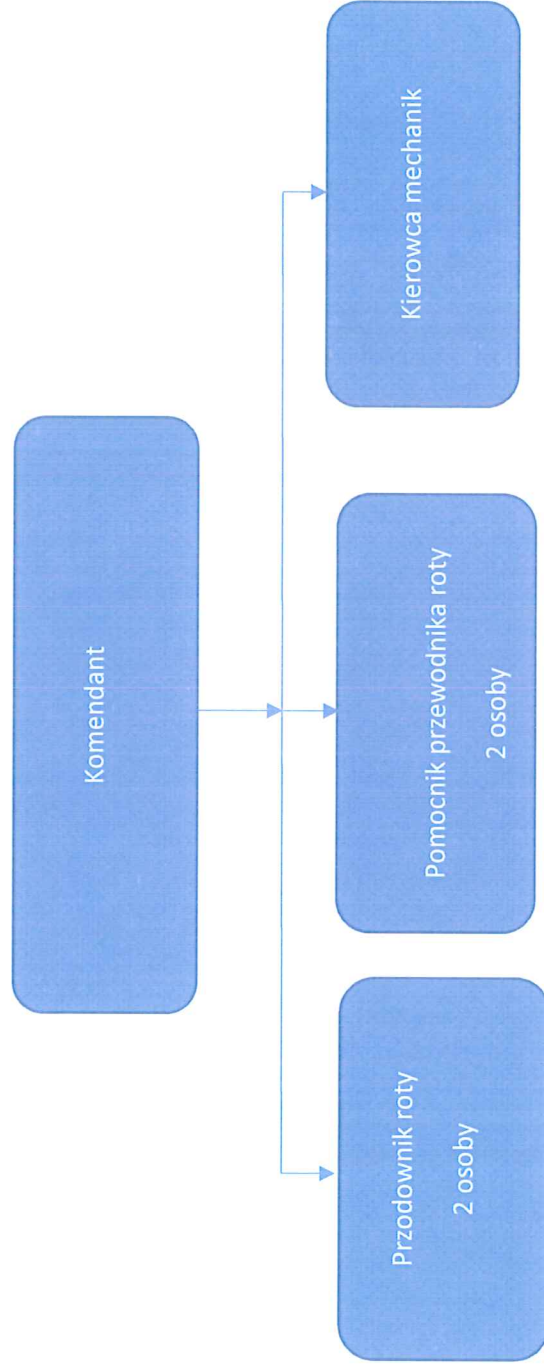 Komendant
Przodownik roty
2 osoby
Pomocnik przewodnika roty
2 osoby
Kierowca mechanik